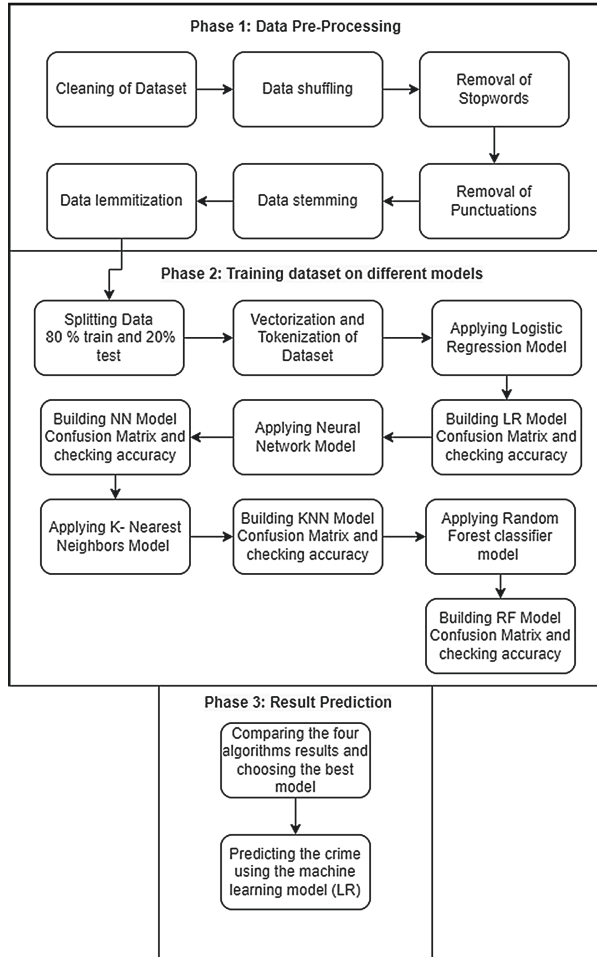 Phase 1: Data Pre-Processing
Cleaning of Dataset
Data shuffling
Removal of
Stopwords
Removal of
Punctuations
Data stemming
Data lemmitization
Phase 2: Training dataset on different models
Splitting Data
80 % train and 20%
test
Vectorization and
Tokenization of
Dataset
Applying Logistic
Regression Model
Building LR Model
Confusion Matrix and
checking accuracy
Applying Neural
Network Model
Building NN Model
Confusion Matrix and
checking accuracy
Applying K- Nearest
Neighbors Model
Building KNN Model
Confusion Matrix and
checking accuracy
Applying Random
Forest classifier
model
Building RF Model
Confusion Matrix and
checking accuracy
Phase 3: Result Prediction
Comparing the four
algorithms results and
choosing the best
model
Predicting the crime
using the machine
learning model (LR)